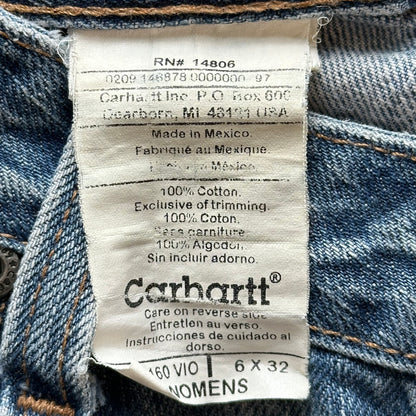 RN# 14806
0209 146878 0000000 97
Carhartt Inc. P.O. Box 600
Dearborn, MI 48121 USA
Made in Mexico.
Fabriqué au Mexique.
México.
100% Cotton.
Exclusive of trimming.
100% Coton.
Sans garniture.
100% Algodon.
Sin incluir adorno.
Carhartt®
Care on reverse side
Entretien au verso
Instrucciones de cuidado al
dorso.
160 VIO 6 X 32
WOMENS